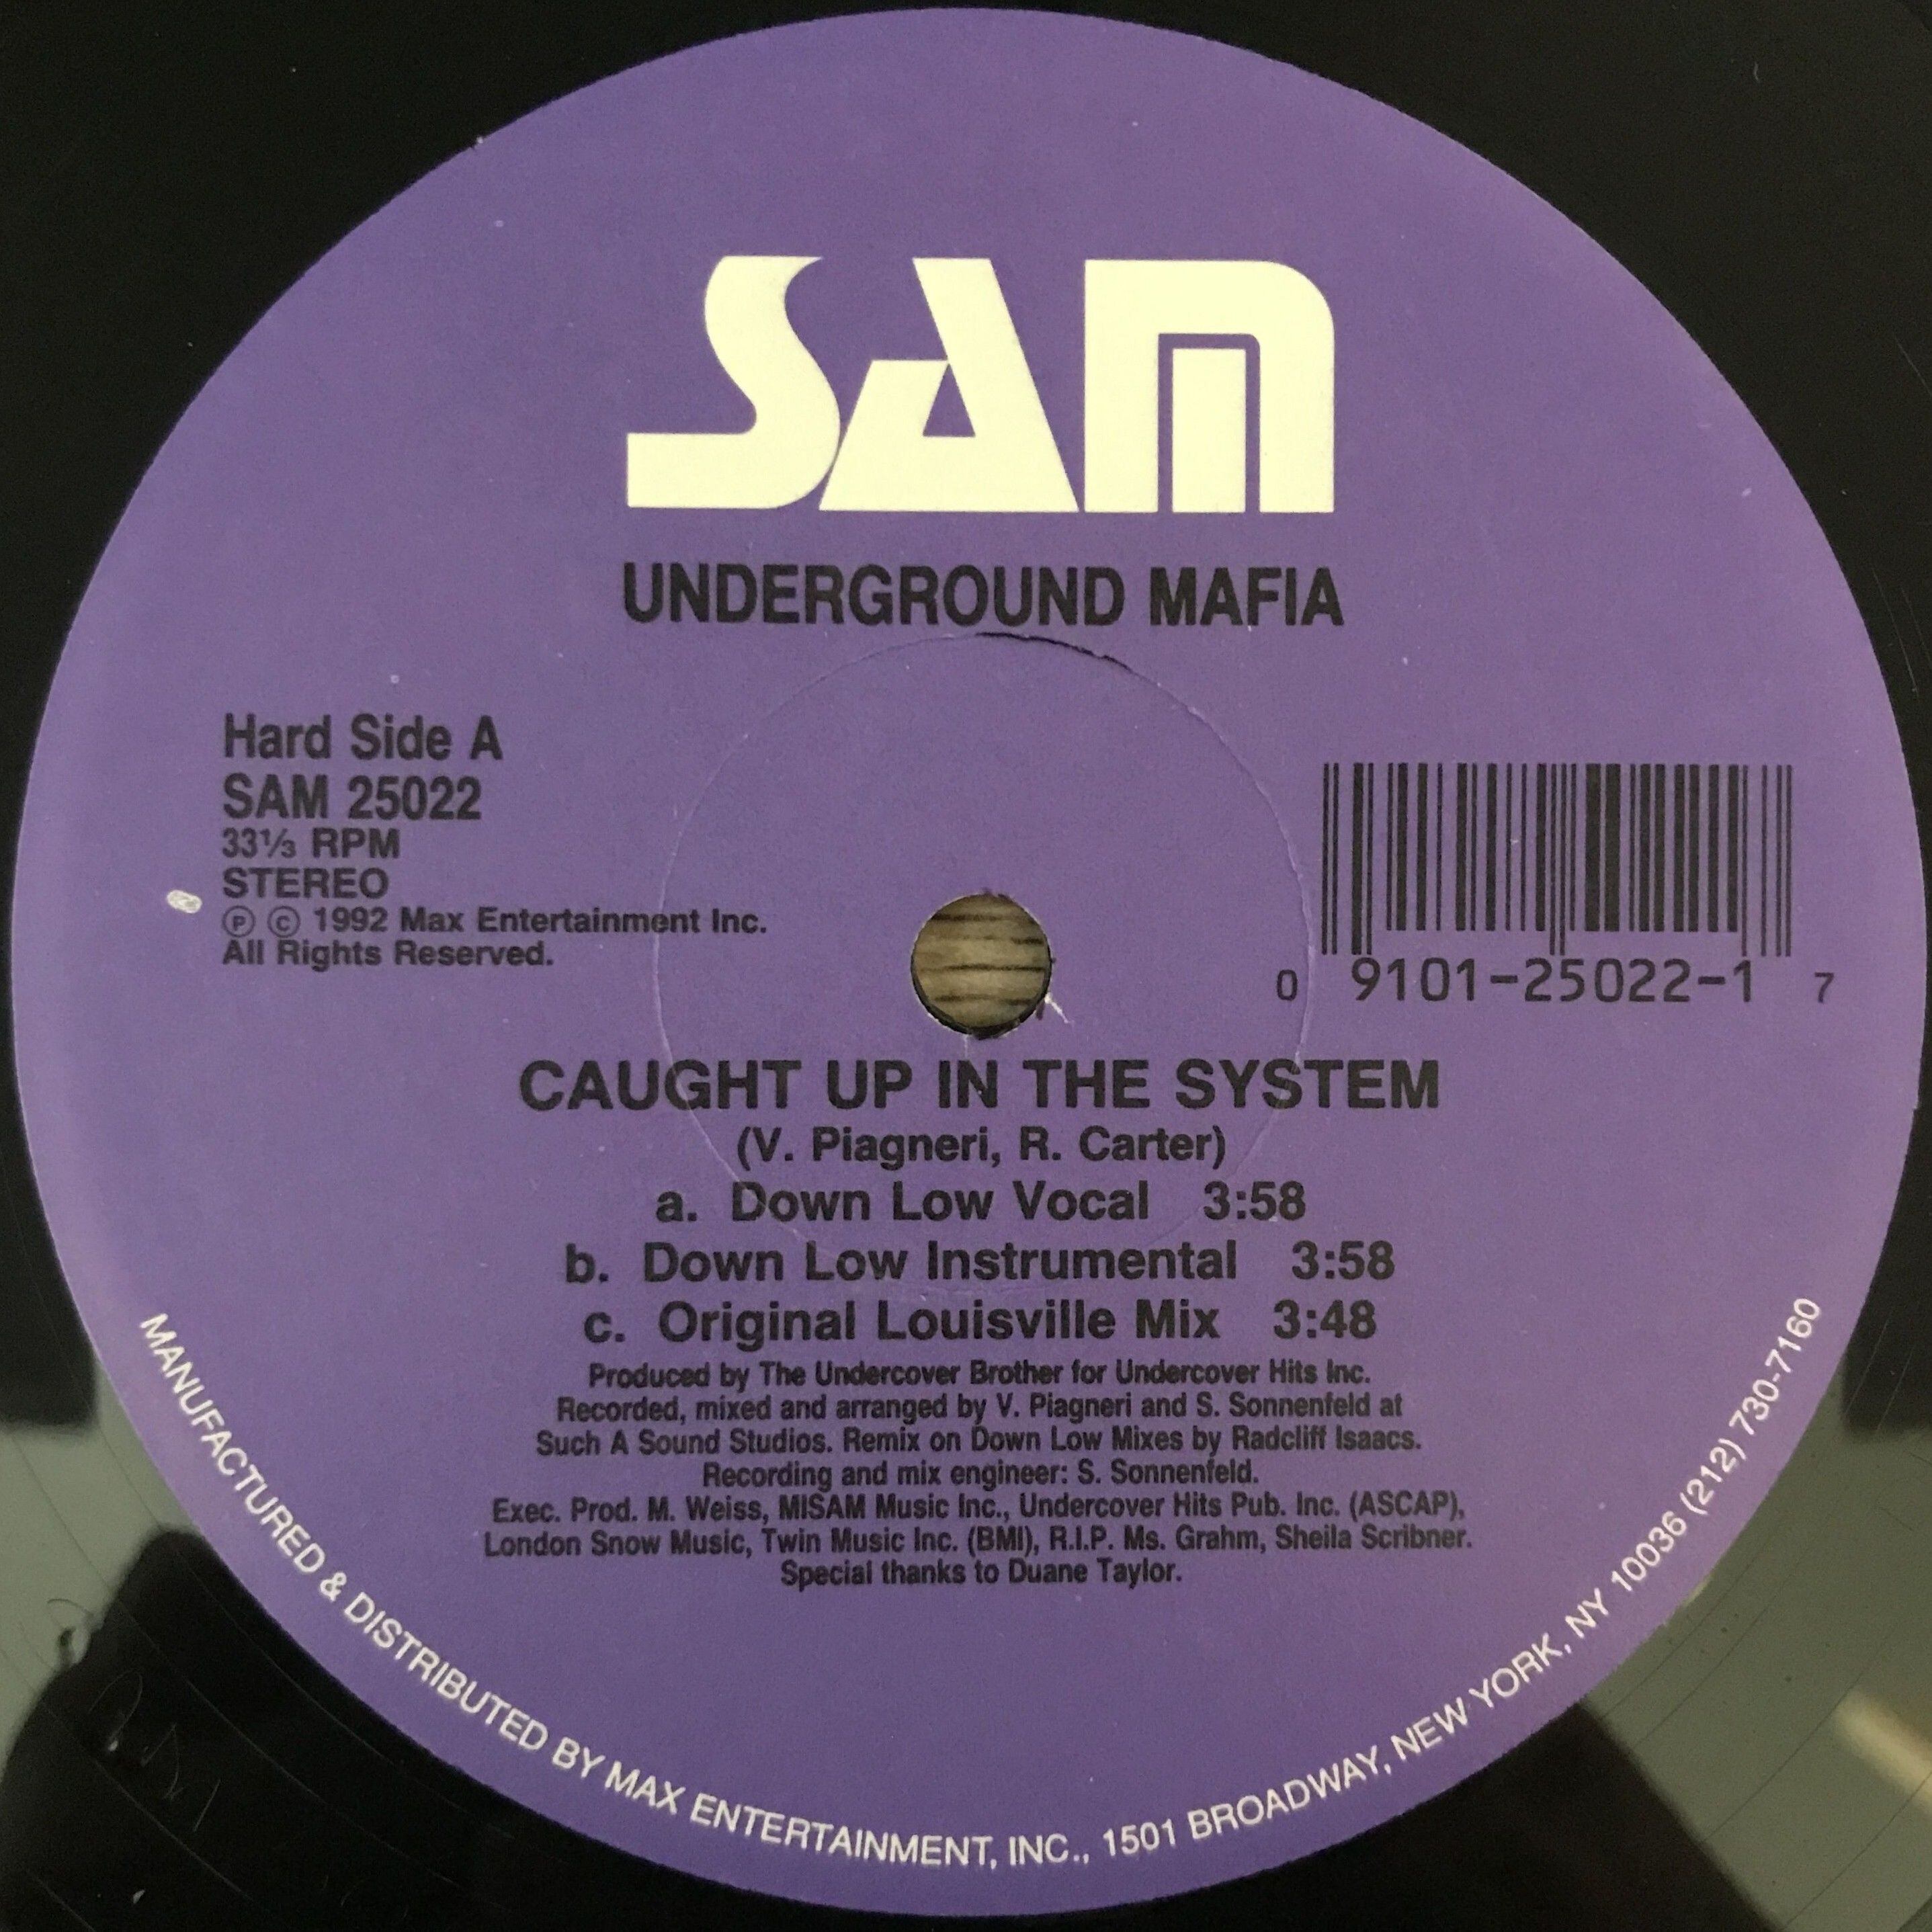 SAM
UNDERGROUND MAFIA
Hard Side A
SAM 25022
33⅓ RPM
STEREO
Ⓟ © 1992 Max Entertainment Inc.
All Rights Reserved.
0 9101-25022-1 7
CAUGHT UP IN THE SYSTEM
(V. Piagneri, R. Carter)
a. Down Low Vocal 3:58
b. Down Low Instrumental 3:58
c. Original Louisville Mix 3:48
Produced by The Undercover Brother for Undercover Hits Inc.
Recorded, mixed and arranged by V. Piagneri and S. Sonnenfeld at
Such A Sound Studios. Remix on Down Low Mixes by Radcliff Isaacs.
Recording and mix engineer: S. Sonnenfeld.
Exec. Prod. M. Weiss, MISAM Music Inc., Undercover Hits Pub. Inc. (ASCAP),
London Snow Music, Twin Music Inc. (BMI), R.I.P. Ms. Grahm, Sheila Scribner.
Special thanks to Duane Taylor.
MANUFACTURED & DISTRIBUTED BY MAX ENTERTAINMENT, INC., 1501 BROADWAY, NEW YORK, NY 10036 (212) 730-7160